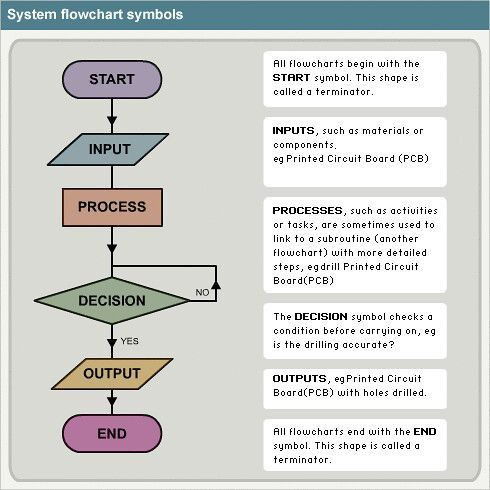 System flowchart symbols
START
All flowcharts begin with the
START symbol. This shape is
called a terminator.
INPUT
INPUTS, such as materials or
components,
eg Printed Circuit Board (PCB)
PROCESS
PROCESSES, such as activities
or tasks, are sometimes used to
link to a subroutine (another
flowchart) with more detailed
steps, eg drill Printed Circuit
Board(PCB)
DECISION
NO
YES
The DECISION symbol checks a
condition before carrying on, eg
is the drilling accurate?
OUTPUT
OUTPUTS, eg Printed Circuit
Board(PCB) with holes drilled.
END
All flowcharts end with the END
symbol. This shape is called a
terminator.